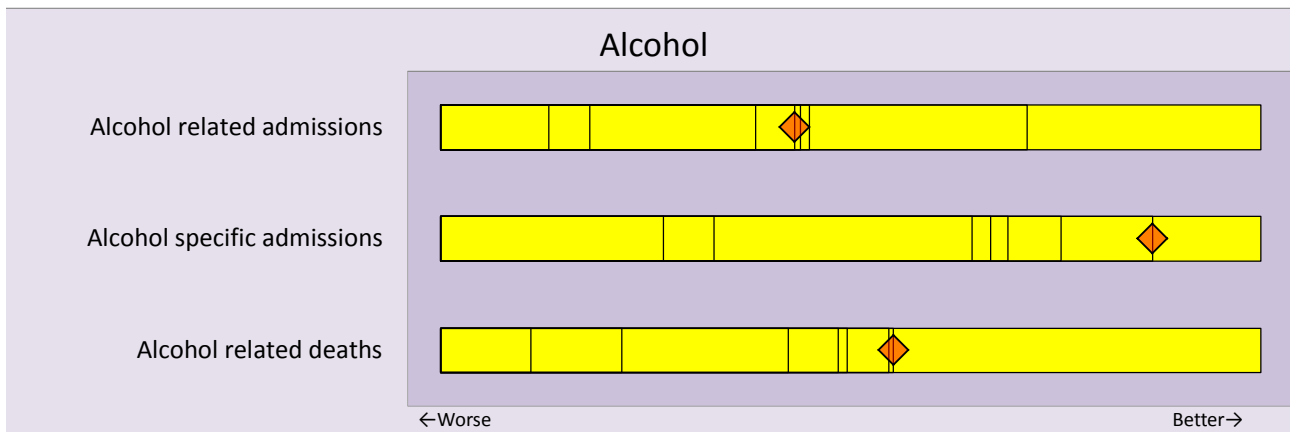 Alcohol
Alcohol related admissions
Alcohol specific admissions
Alcohol related deaths
←Worse Better→